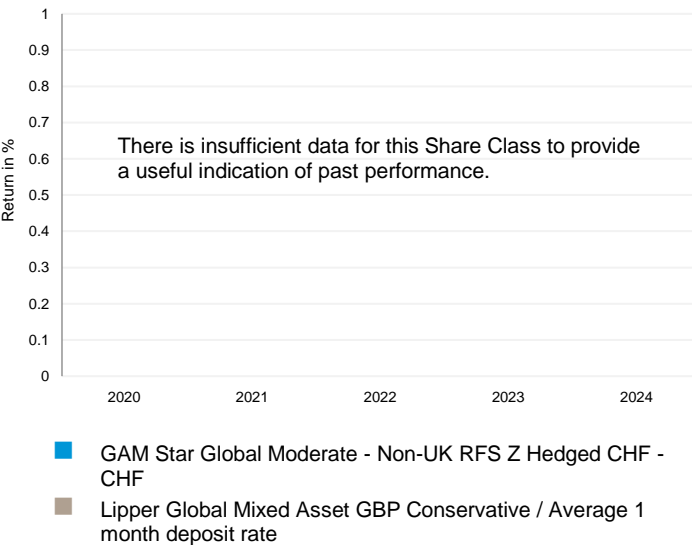 1
0.9
0.8
0.7
0.6
0.5
0.4
0.3
0.2
0.1
0
Return in %
There is insufficient data for this Share Class to provide
a useful indication of past performance.
2020 2021 2022 2023 2024
GAM Star Global Moderate - Non-UK RFS Z Hedged CHF -
CHF
Lipper Global Mixed Asset GBP Conservative / Average 1
month deposit rate